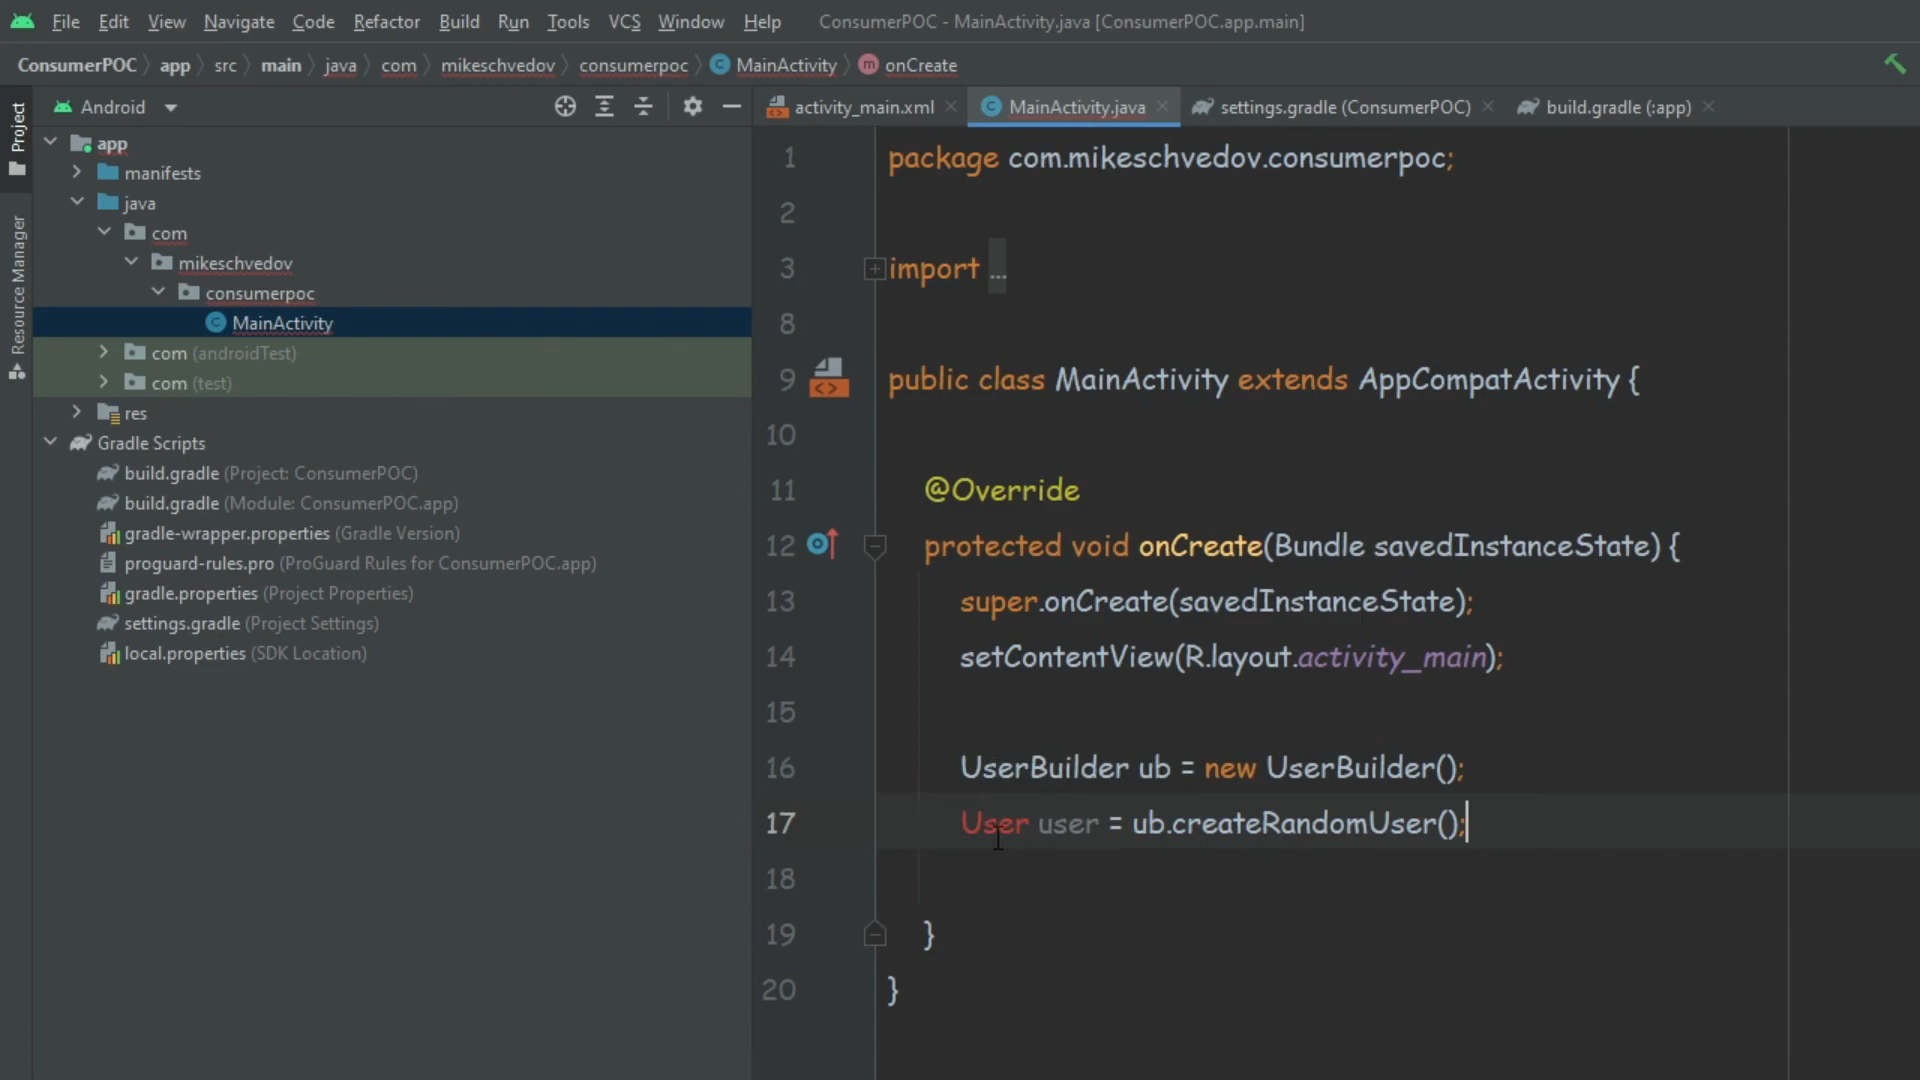 File Edit View Navigate Code Refactor Build Run Tools VCS Window Help ConsumerPOC - MainActivity.java [ConsumerPOC.app.main]
ConsumerPOC app src main java com mikeschvedov consumerpoc MainActivity onCreate
Project
Resource Manager
Android
app
manifests
java
com
mikeschvedov
consumerpoc
MainActivity
com (androidTest)
com (test)
res
Gradle Scripts
build.gradle (Project: ConsumerPOC)
build.gradle (Module: ConsumerPOC.app)
gradle-wrapper.properties (Gradle Version)
proguard-rules.pro (ProGuard Rules for ConsumerPOC.app)
gradle.properties (Project Properties)
settings.gradle (Project Settings)
local.properties (SDK Location)
activity_main.xml MainActivity.java settings.gradle (ConsumerPOC) build.gradle (:app)
1 package com.mikeschvedov.consumerpoc;
2
3 import ...
8
9 public class MainActivity extends AppCompatActivity {
10
11 @Override
12 protected void onCreate(Bundle savedInstanceState) {
13 super.onCreate(savedInstanceState);
14 setContentView(R.layout.activity_main);
15
16 UserBuilder ub = new UserBuilder();
17 User user = ub.createRandomUser();
18
19 }
20 }